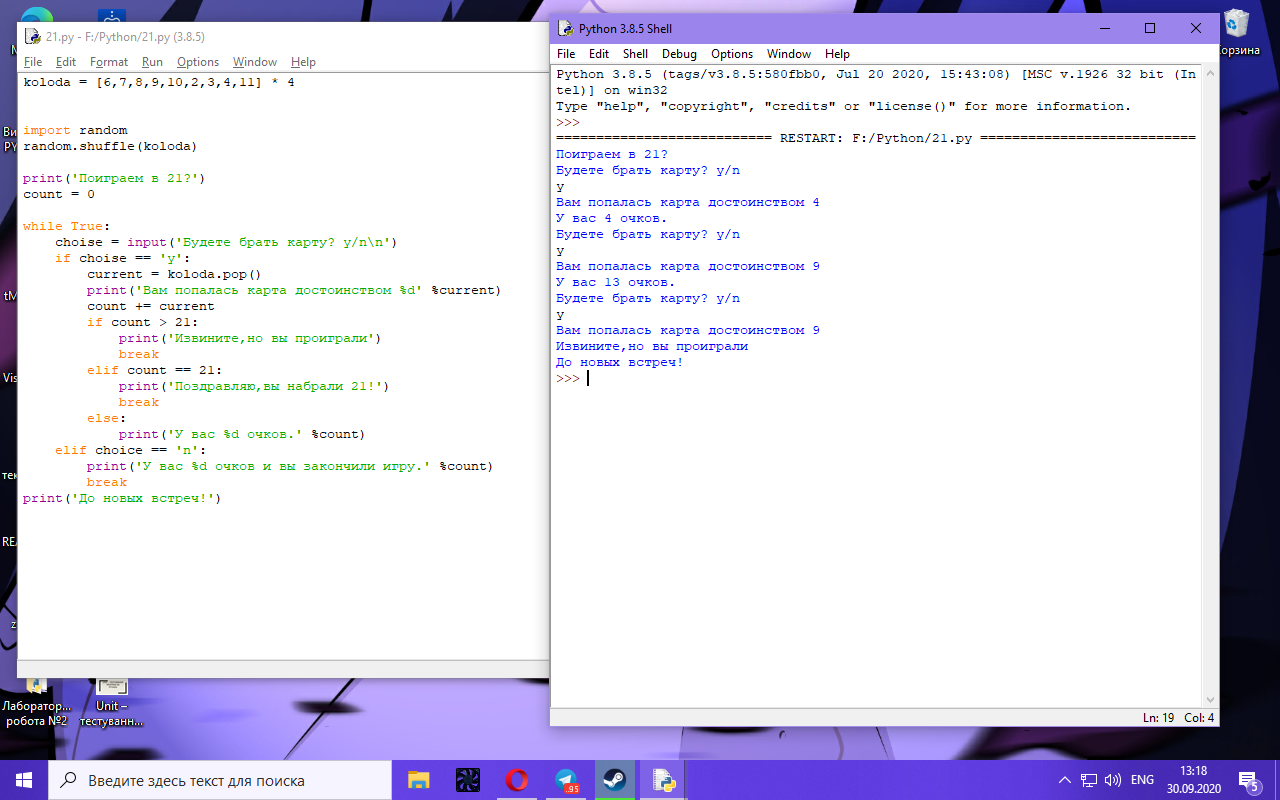 21.py - F:/Python/21.py (3.8.5)
File Edit Format Run Options Window Help
koloda = [6,7,8,9,10,2,3,4,11] * 4
import random
random.shuffle(koloda)
print('Поиграем в 21?')
count = 0
while True:
choise = input('Будете брать карту? y/n\n')
if choise == 'y':
current = koloda.pop()
print('Вам попалась карта достоинством %d' %current)
count += current
if count > 21:
print('Извините,но вы проиграли')
break
elif count == 21:
print('Поздравляю,вы набрали 21!')
break
else:
print('У вас %d очков.' %count)
elif choice == 'n':
print('У вас %d очков и вы закончили игру.' %count)
break
print('До новых встреч!')
Python 3.8.5 Shell
File Edit Shell Debug Options Window Help
Python 3.8.5 (tags/v3.8.5:580fbb0, Jul 20 2020, 15:43:08) [MSC v.1926 32 bit (In
tel)] on win32
Type "help", "copyright", "credits" or "license()" for more information.
>>>
=========================== RESTART: F:/Python/21.py ===========================
Поиграем в 21?
Будете брать карту? y/n
y
Вам попалась карта достоинством 4
У вас 4 очков.
Будете брать карту? y/n
y
Вам попалась карта достоинством 9
У вас 13 очков.
Будете брать карту? y/n
y
Вам попалась карта достоинством 9
Извините,но вы проиграли
До новых встреч!
>>>
Ln: 19 Col: 4
Корзина
Лаборатор...
робота №2
Unit –
тестуванн...
Введите здесь текст для поиска
.95
ENG
13:18
30.09.2020
5